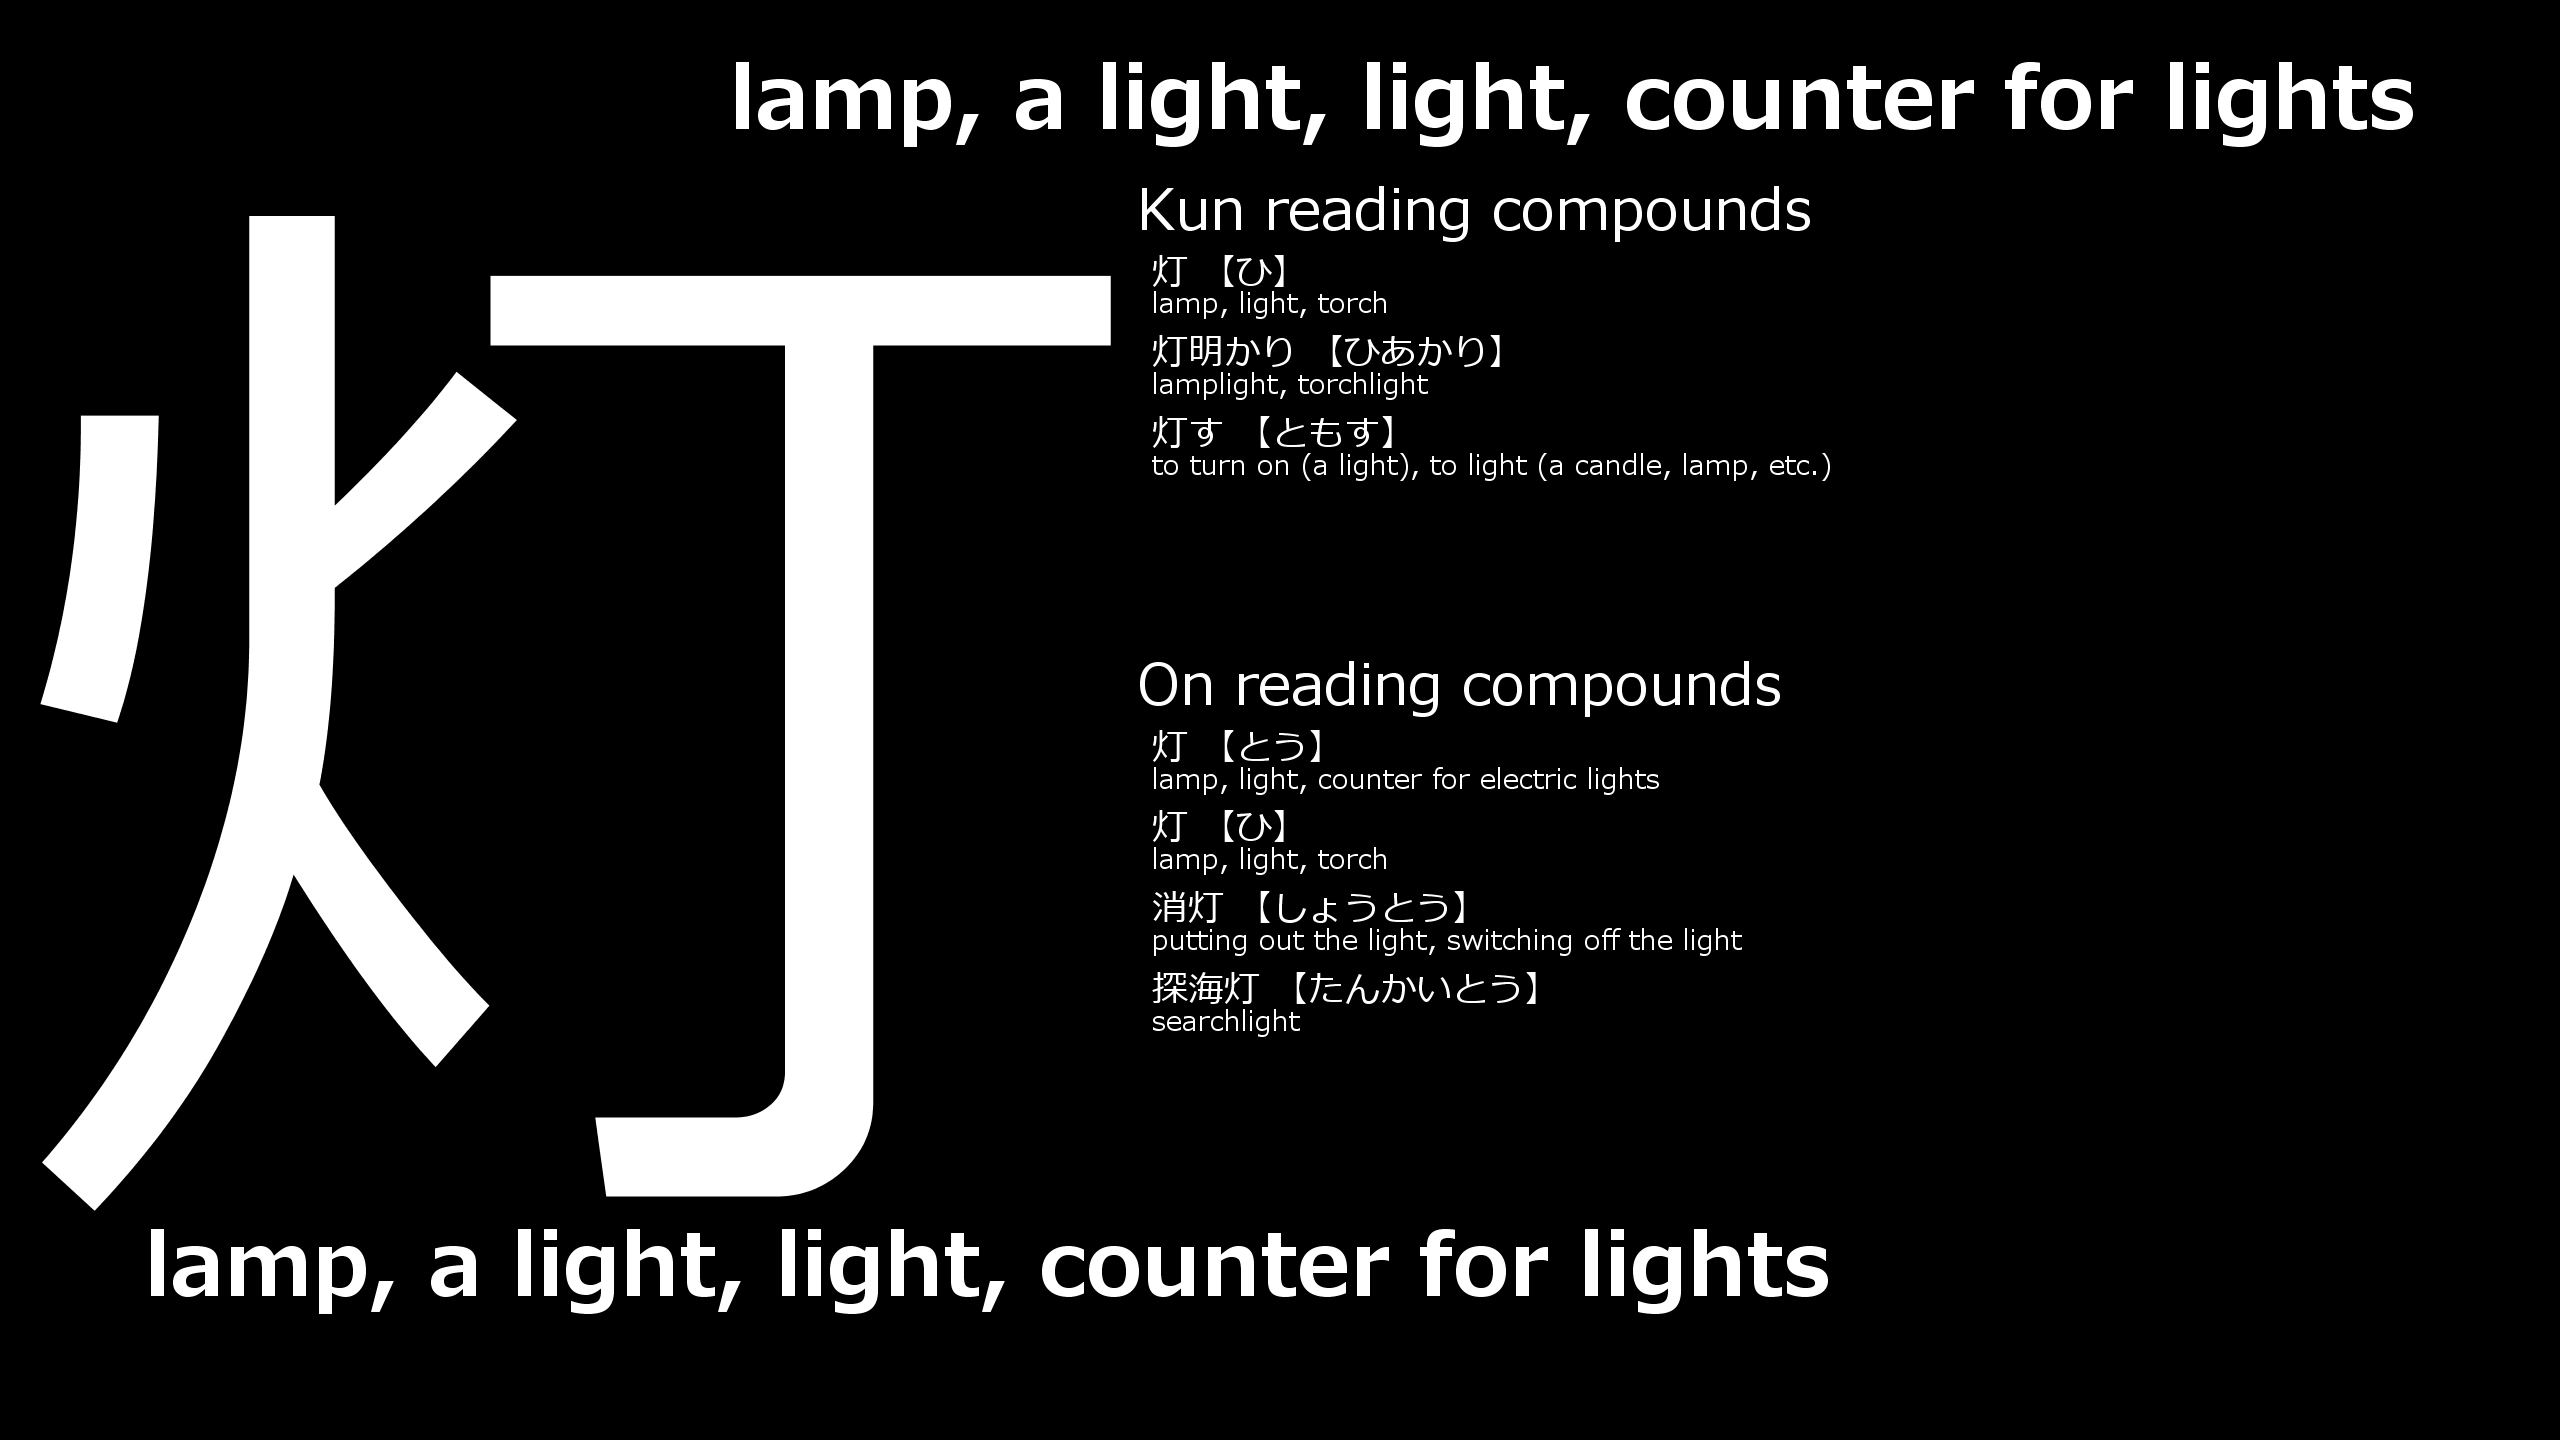 lamp, a light, light, counter for lights
灯
Kun reading compounds
灯 【ひ】
lamp, light, torch
灯明かり 【ひあかり】
lamplight, torchlight
灯す 【ともす】
to turn on (a light), to light (a candle, lamp, etc.)
On reading compounds
灯 【とう】
lamp, light, counter for electric lights
灯 【ひ】
lamp, light, torch
消灯 【しょうとう】
putting out the light, switching off the light
探海灯 【たんかいとう】
searchlight
lamp, a light, light, counter for lights